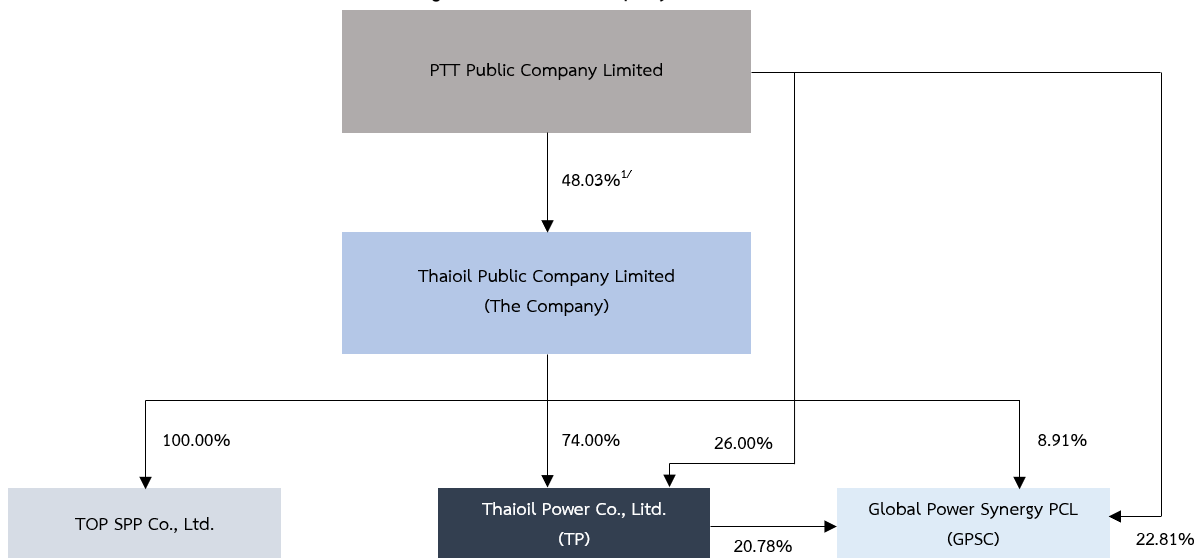 PTT Public Company Limited
48.03%1/
Thaioil Public Company Limited
(The Company)
100.00%
74.00%
26.00%
8.91%
TOP SPP Co., Ltd.
Thaioil Power Co., Litd.
(TP)
Global Power Synergy PCL
(GPSC)
20.78%
22.81%